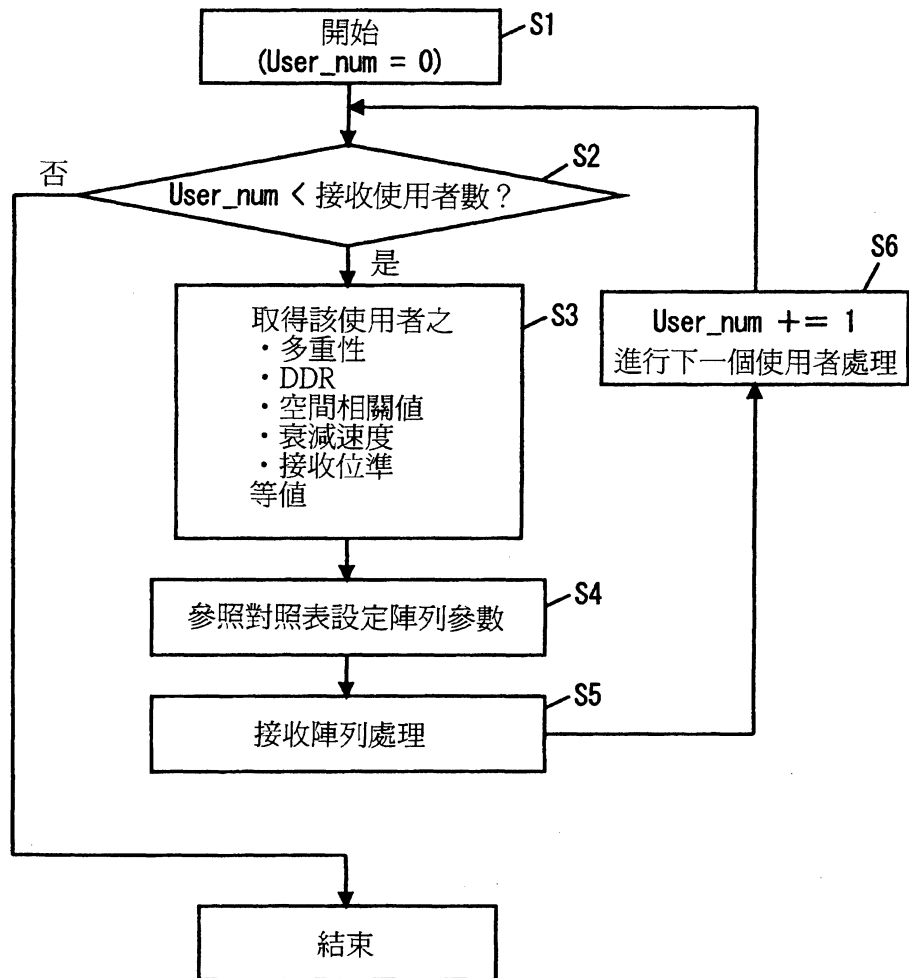 開始
(User_num = 0)
S1
否
S2
User_num < 接收使用者數？
是
取得該使用者之
・多重性
・DDR
・空間相關値
・衰減速度
・接收位準
等値
S3
S6
User_num += 1
進行下一個使用者處理
參照對照表設定陣列參數
S4
接收陣列處理
S5
結束